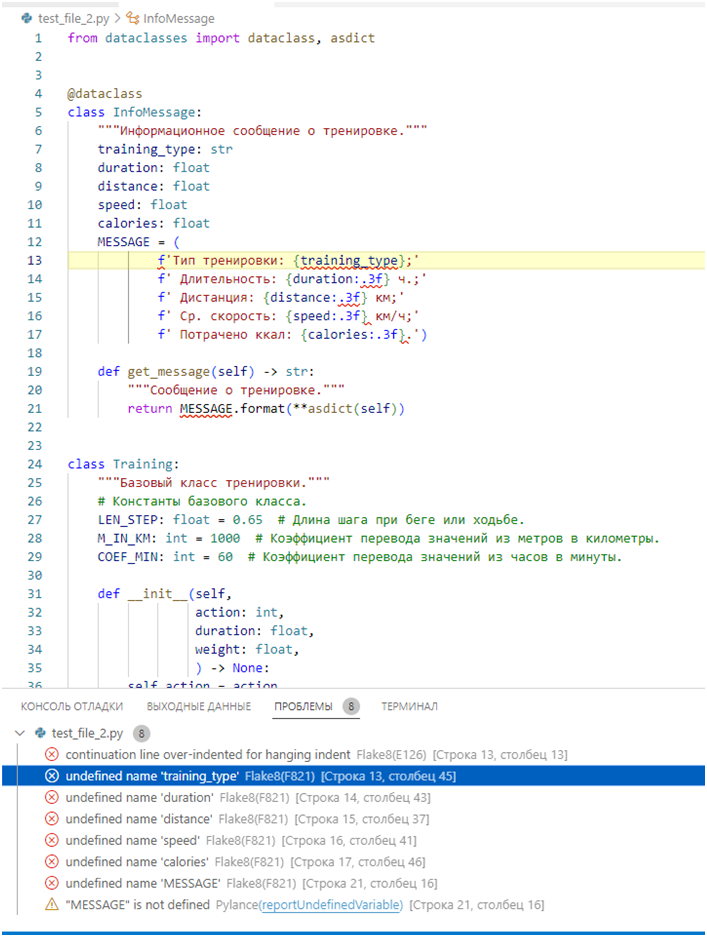 test_file_2.py > InfoMessage
1 from dataclasses import dataclass, asdict
2
3
4 @dataclass
5 class InfoMessage:
6 """Информационное сообщение о тренировке."""
7 training_type: str
8 duration: float
9 distance: float
10 speed: float
11 calories: float
12 MESSAGE = (
13 f'Тип тренировки: {training_type};'
14 f' Длительность: {duration:.3f} ч.;'
15 f' Дистанция: {distance:.3f} км;'
16 f' Ср. скорость: {speed:.3f} км/ч;'
17 f' Потрачено ккал: {calories:.3f}.')
18
19 def get_message(self) -> str:
20 """Сообщение о тренировке."""
21 return MESSAGE.format(**asdict(self))
22
23
24 class Training:
25 """Базовый класс тренировки."""
26 # Константы базового класса.
27 LEN_STEP: float = 0.65  # Длина шага при беге или ходьбе.
28 M_IN_KM: int = 1000  # Коэффициент перевода значений из метров в километры.
29 COEF_MIN: int = 60  # Коэффициент перевода значений из часов в минуты.
30
31 def __init__(self,
32 action: int,
33 duration: float,
34 weight: float,
35 ) -> None:
36 self.action = action
КОНСОЛЬ ОТЛАДКИ ВЫХОДНЫЕ ДАННЫЕ ПРОБЛЕМЫ 8 ТЕРМИНАЛ
test_file_2.py 8
continuation line over-indented for hanging indent Flake8(E126) [Строка 13, столбец 13]
undefined name 'training_type' Flake8(F821) [Строка 13, столбец 45]
undefined name 'duration' Flake8(F821) [Строка 14, столбец 43]
undefined name 'distance' Flake8(F821) [Строка 15, столбец 37]
undefined name 'speed' Flake8(F821) [Строка 16, столбец 41]
undefined name 'calories' Flake8(F821) [Строка 17, столбец 46]
undefined name 'MESSAGE' Flake8(F821) [Строка 21, столбец 16]
"MESSAGE" is not defined Pylance(reportUndefinedVariable) [Строка 21, столбец 16]